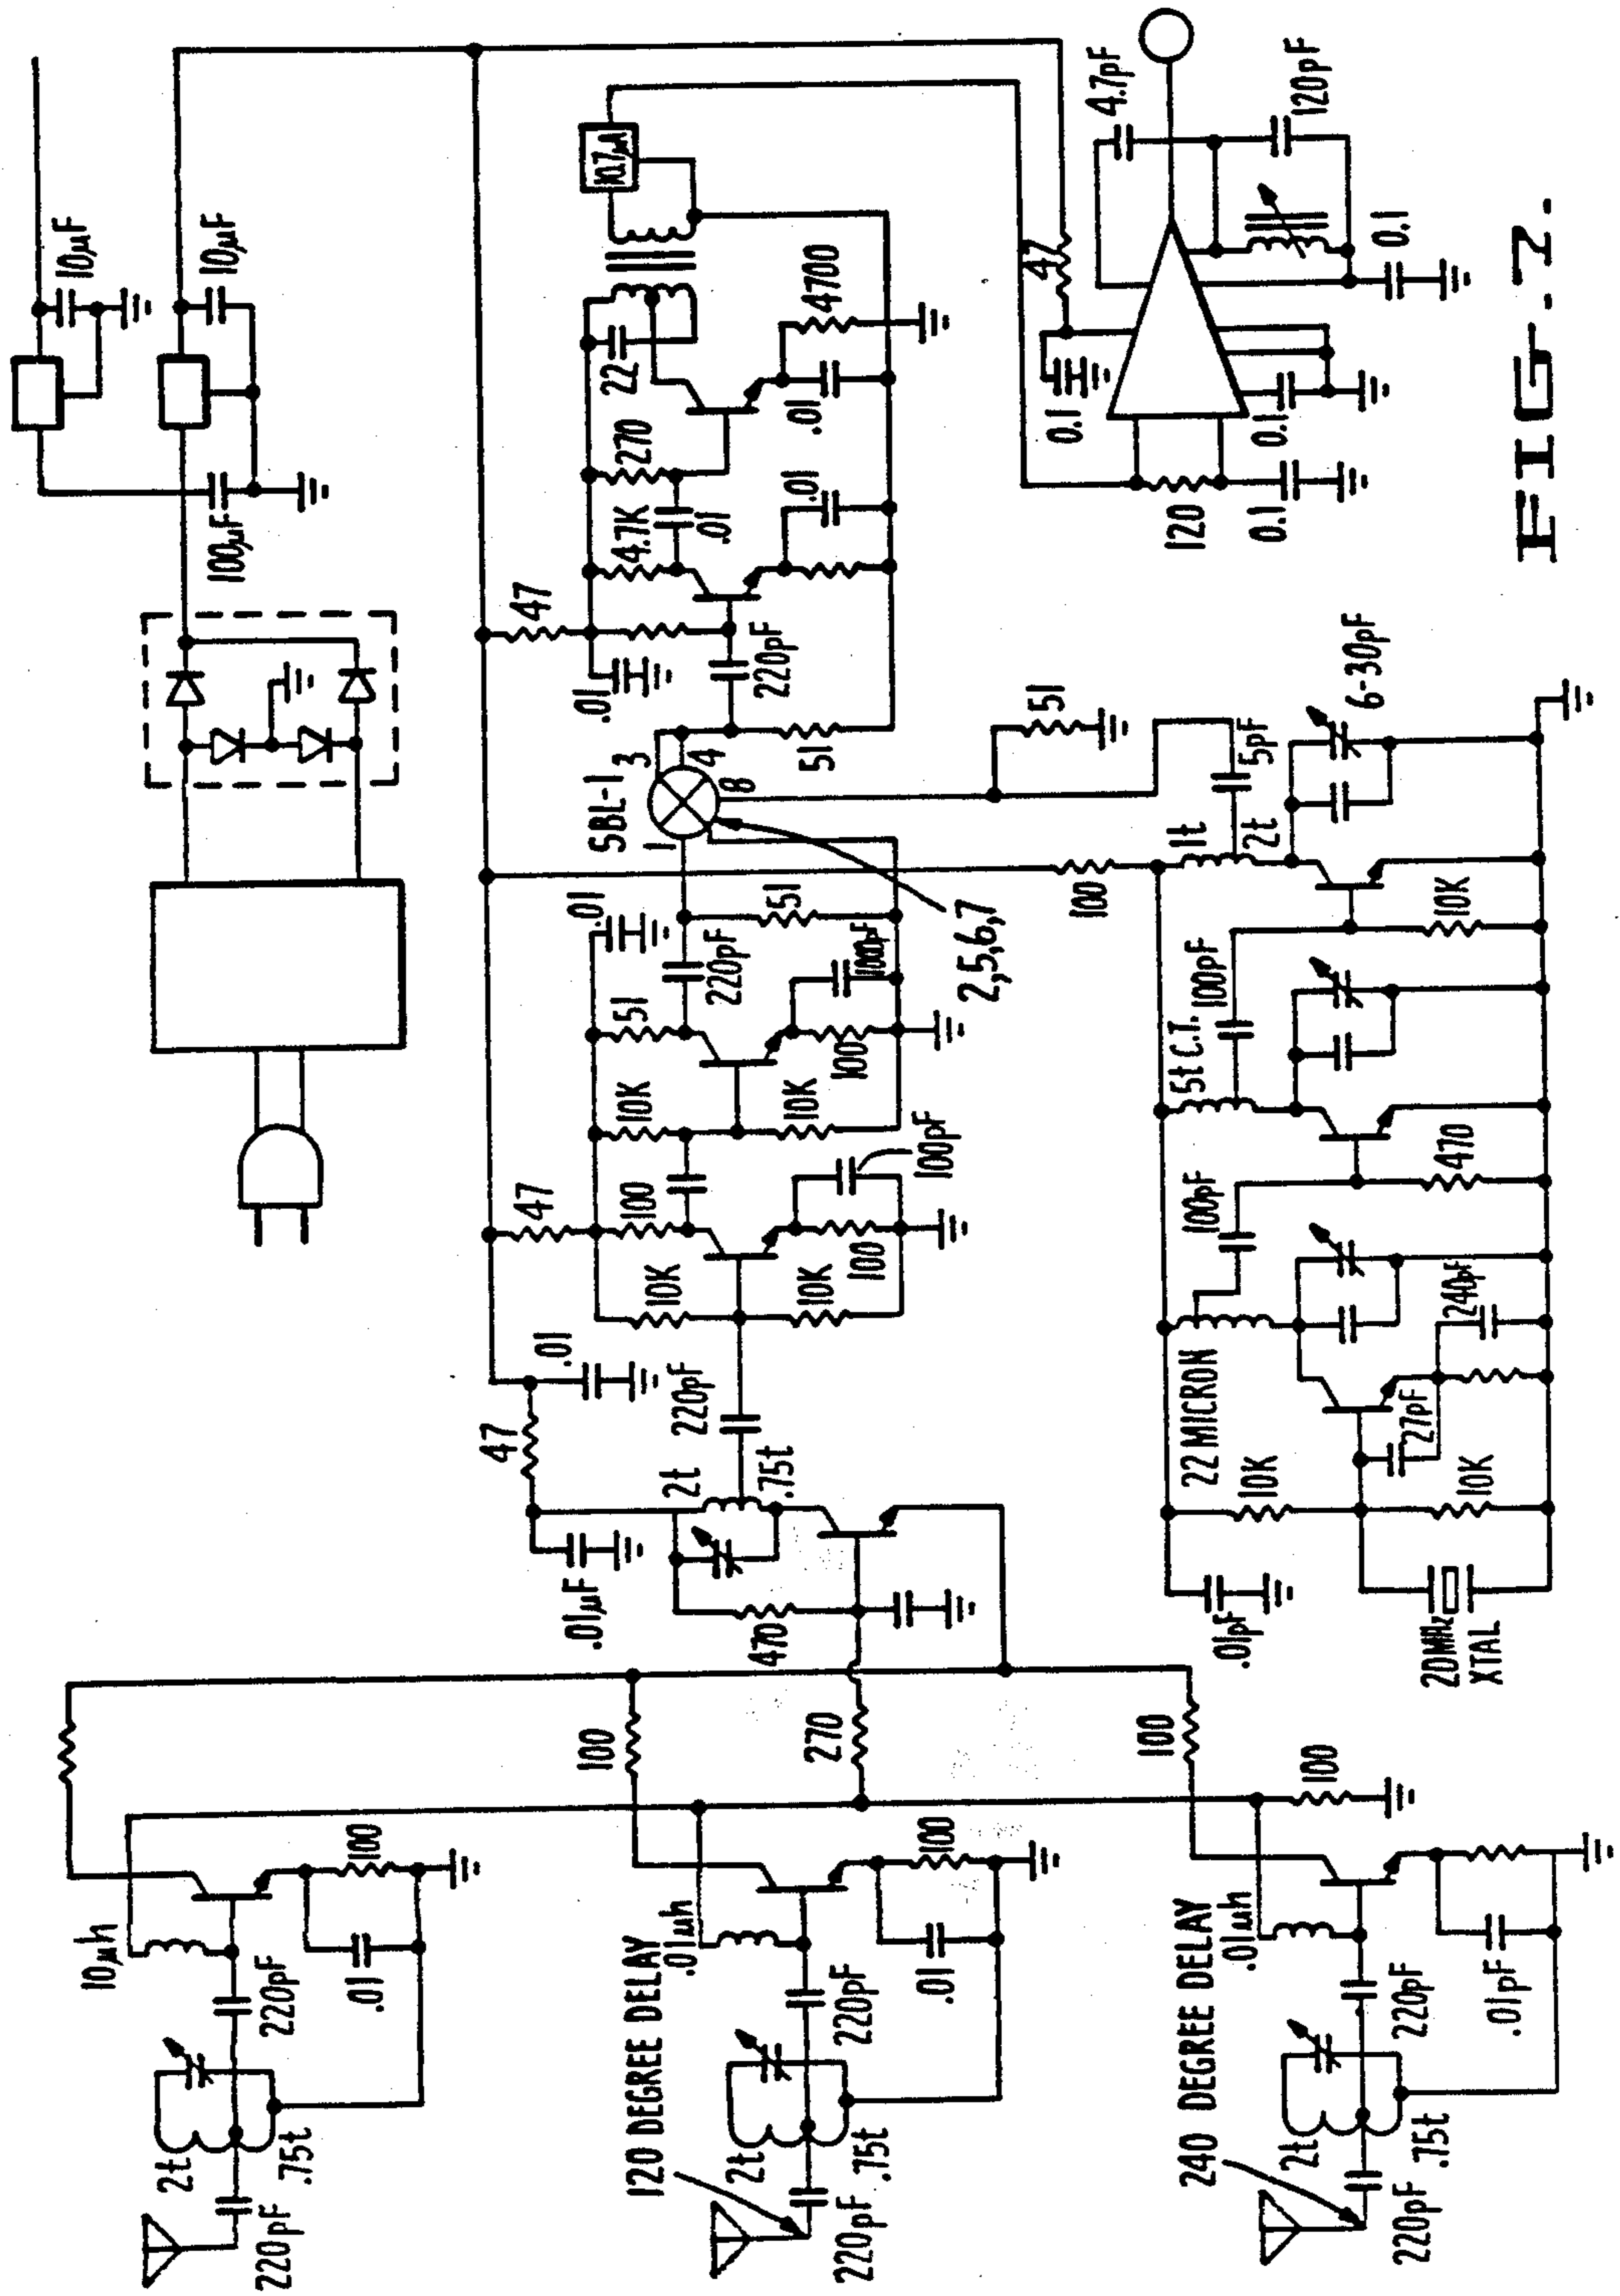 10µF
10µF
100µF
10.7µA
22
270
4.7K
.01
4700
.01
.01
47
.01
220pF
51
SBL-1
3
4
8
1
2,5,6,7
.01
51
220pF
51
1000pF
100
10K
10K
47
100
100pF
10K
10K
100
.01
47
220pF
2t
.75t
.01µF
470
4.7pF
120pF
47
0.1
0.1
0.1
120
0.1
51
5pF
6-30pF
1t
2t
100
10K
100pF
5t C.T.
470
100pF
240pF
22 MICRON
27pF
10K
10K
.01pF
20MHz
XTAL
100
270
100
100
10µh
100
220pF
.01
2t
.75t
220pF
120 DEGREE DELAY
.01µh
100
220pF
.01
2t
.75t
220pF
240 DEGREE DELAY
.01µh
220pF
.01pF
2t
.75t
220pF
FIG. 7.